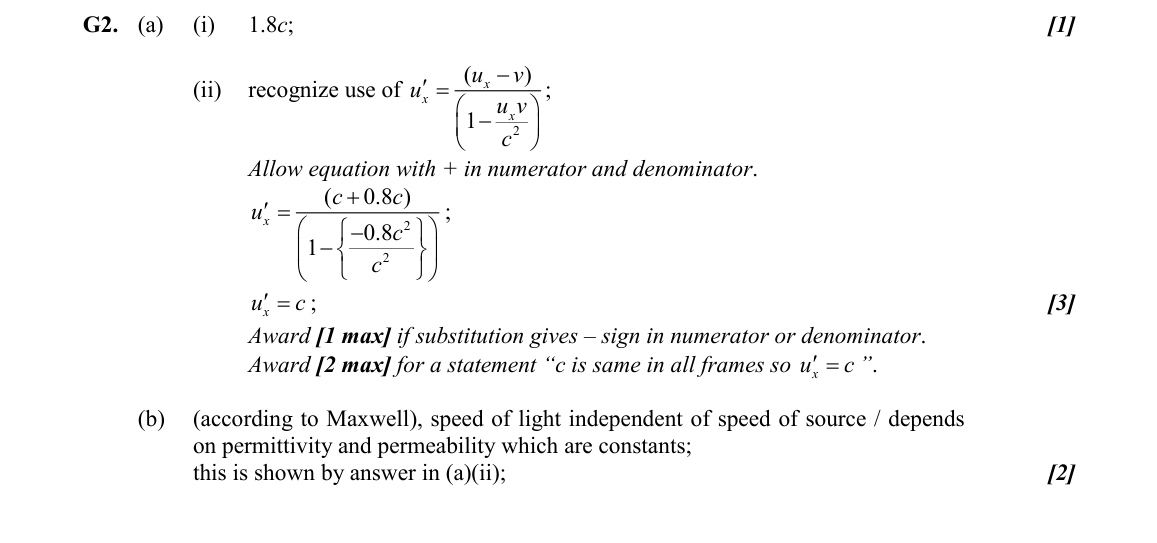 G2. (a) (i) 1.8c; [1]
(ii) recognize use of u′ₓ = (uₓ − v) / (1 − uₓv / c²);
Allow equation with + in numerator and denominator.
u′ₓ = (c + 0.8c) / (1 − {−0.8c² / c²});
u′ₓ = c; [3]
Award [1 max] if substitution gives – sign in numerator or denominator.
Award [2 max] for a statement “c is same in all frames so u′ₓ = c ”.
(b) (according to Maxwell), speed of light independent of speed of source / depends
on permittivity and permeability which are constants;
this is shown by answer in (a)(ii); [2]